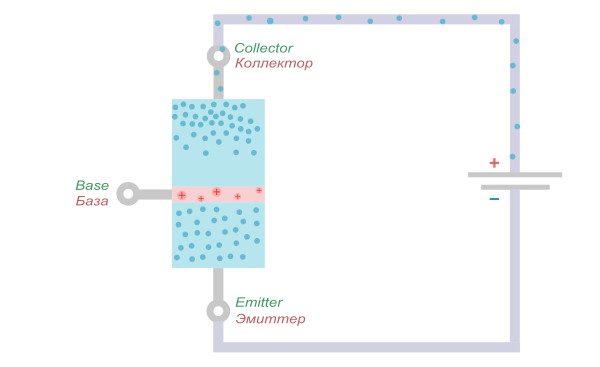 Collector
Коллектор
+
Base
База
−
Emitter
Эмиттер